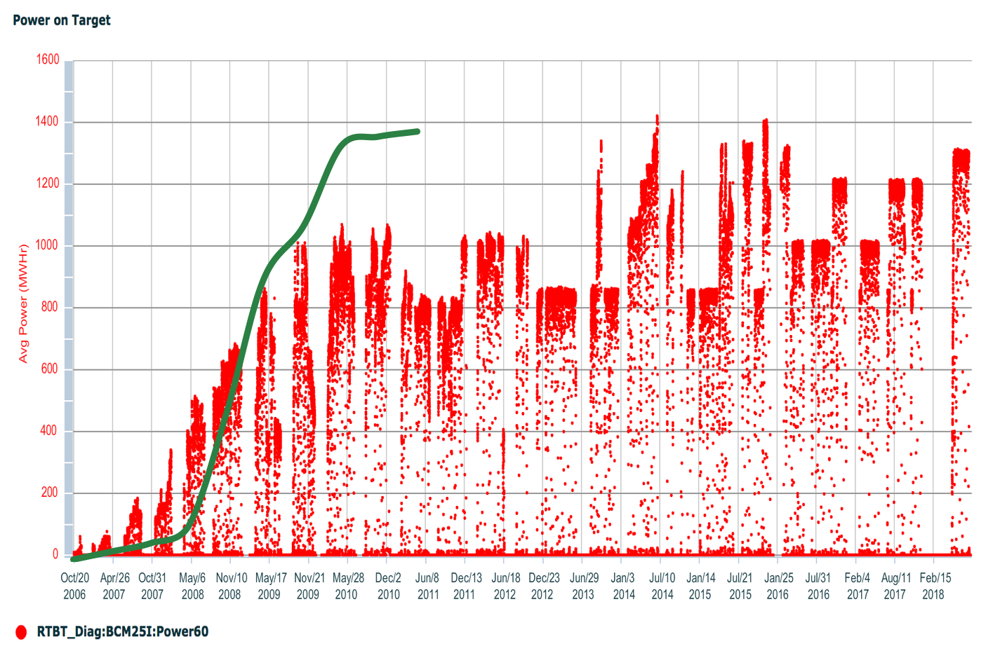 Power on Target
1600
1400
1200
1000
800
600
400
200
0
Avg Power (MWHr)
Oct/20 Apr/26 Oct/31 May/6 Nov/10 May/17 Nov/21 May/28 Dec/2 Jun/8 Dec/13 Jun/18 Dec/23 Jun/29 Jan/3 Jul/10 Jan/14 Jul/21 Jan/25 Jul/31 Feb/4 Aug/11 Feb/15
2006 2007 2007 2008 2008 2009 2009 2010 2010 2011 2011 2012 2012 2013 2014 2014 2015 2015 2016 2016 2017 2017 2018
RTBT_Diag:BCM25I:Power60